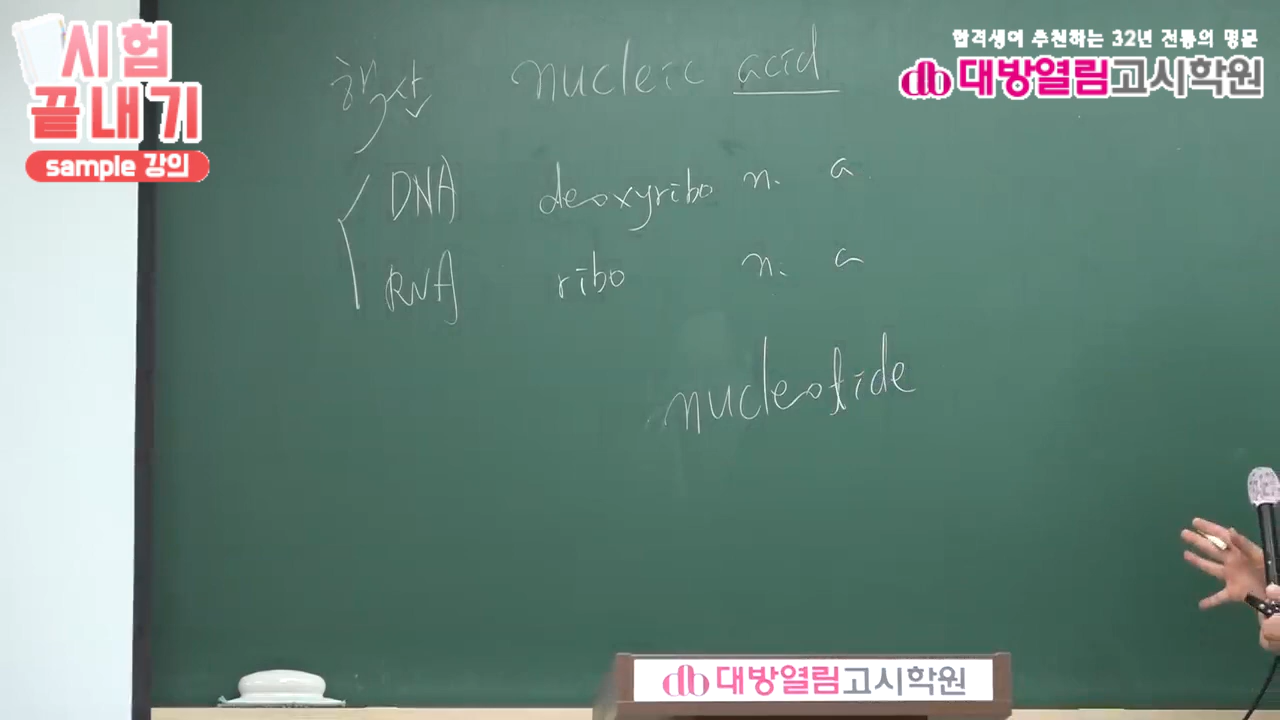 시험
끝내기
sample 강의
합격생이 추천하는 32년 전통의 명문
대방열림고시학원
핵산 nucleic acid
DNA deoxyribo n. a
RNA ribo n. a
nucleotide
대방열림고시학원